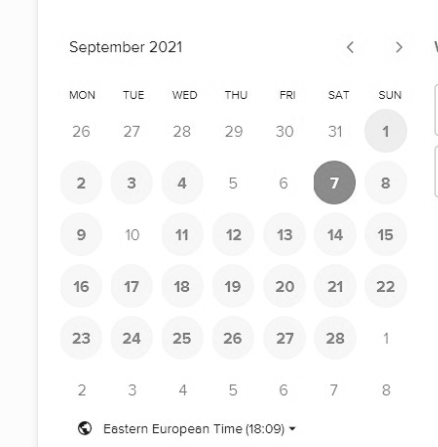 September 2021
MON TUE WED THU FRI SAT SUN
26 27 28 29 30 31 1
2 3 4 5 6 7 8
9 10 11 12 13 14 15
16 17 18 19 20 21 22
23 24 25 26 27 28 1
2 3 4 5 6 7 8
Eastern European Time (18:09)